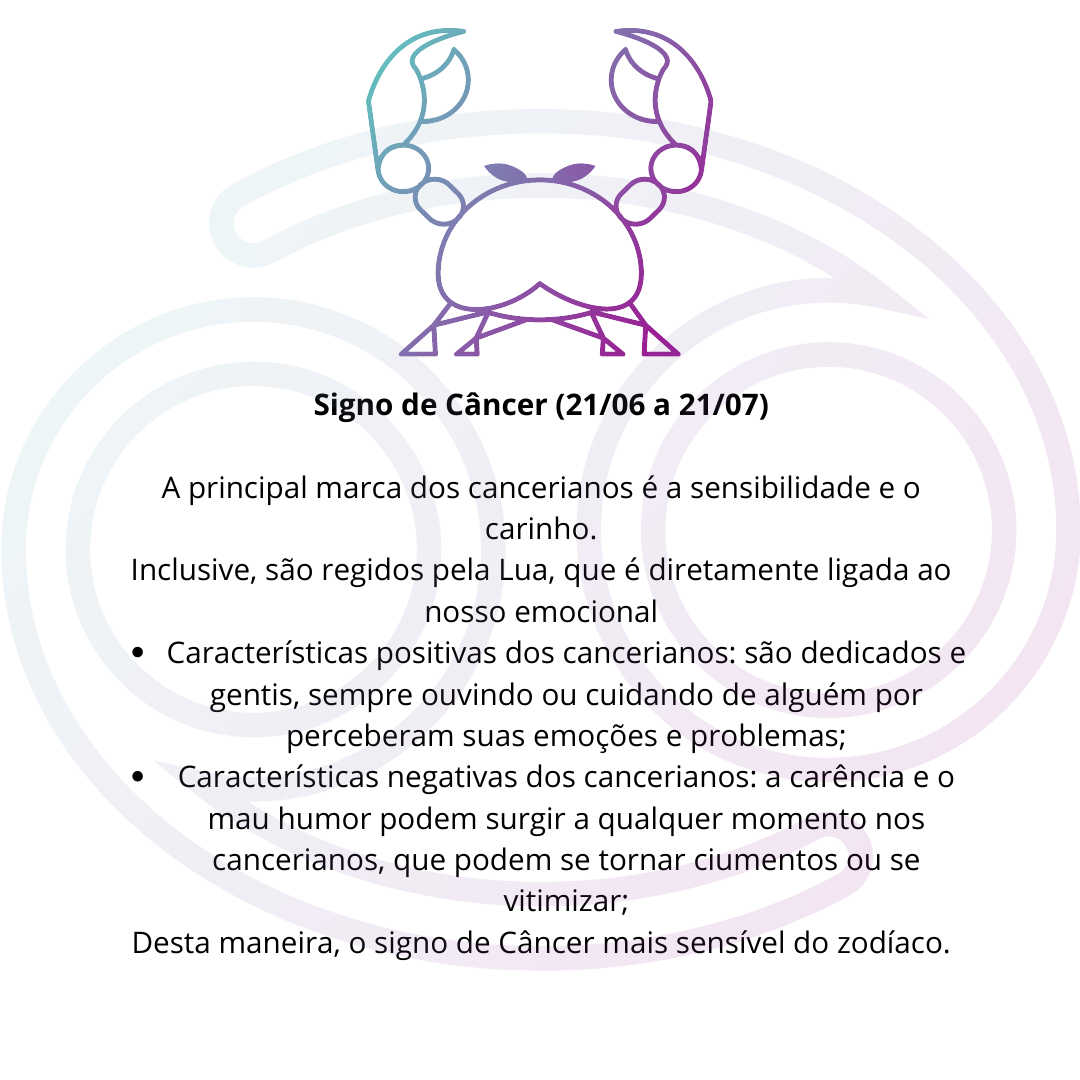 Signo de Câncer (21/06 a 21/07)
A principal marca dos cancerianos é a sensibilidade e o
carinho.
Inclusive, são regidos pela Lua, que é diretamente ligada ao
nosso emocional
• Características positivas dos cancerianos: são dedicados e
gentis, sempre ouvindo ou cuidando de alguém por
perceberam suas emoções e problemas;
• Características negativas dos cancerianos: a carência e o
mau humor podem surgir a qualquer momento nos
cancerianos, que podem se tornar ciumentos ou se
vitimizar;
Desta maneira, o signo de Câncer mais sensível do zodíaco.